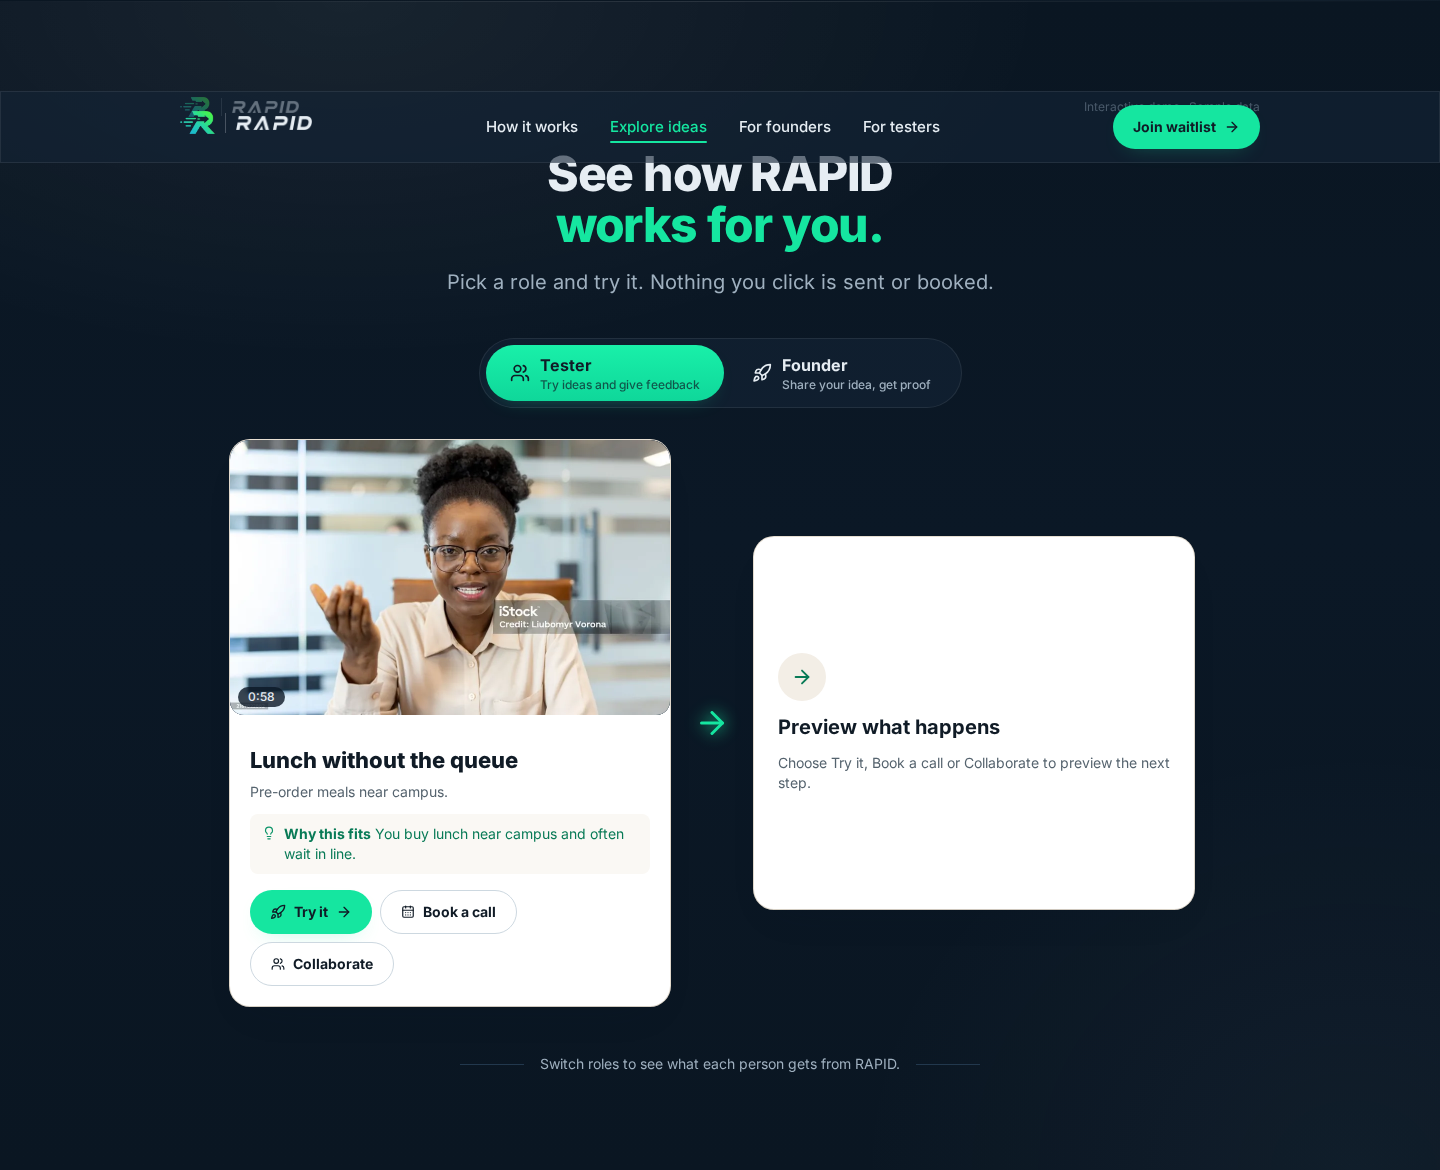 RAPID
RAPID
How it works
Explore ideas
For founders
For testers
Join waitlist
See how RAPID
works for you.
Pick a role and try it. Nothing you click is sent or booked.
Tester
Try ideas and give feedback
Founder
Share your idea, get proof
iStock
Credit: Liubomyr Vorona
0:58
Lunch without the queue
Pre-order meals near campus.
Why this fits You buy lunch near campus and often
wait in line.
Try it
Book a call
Collaborate
Preview what happens
Choose Try it, Book a call or Collaborate to preview the next
step.
Switch roles to see what each person gets from RAPID.